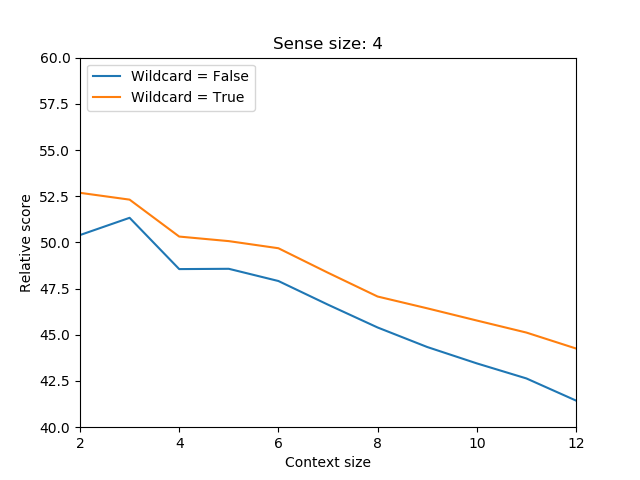 Sense size: 4
Wildcard = False
Wildcard = True
60.0
57.5
55.0
52.5
50.0
47.5
45.0
42.5
40.0
Relative score
2 4 6 8 10 12
Context size